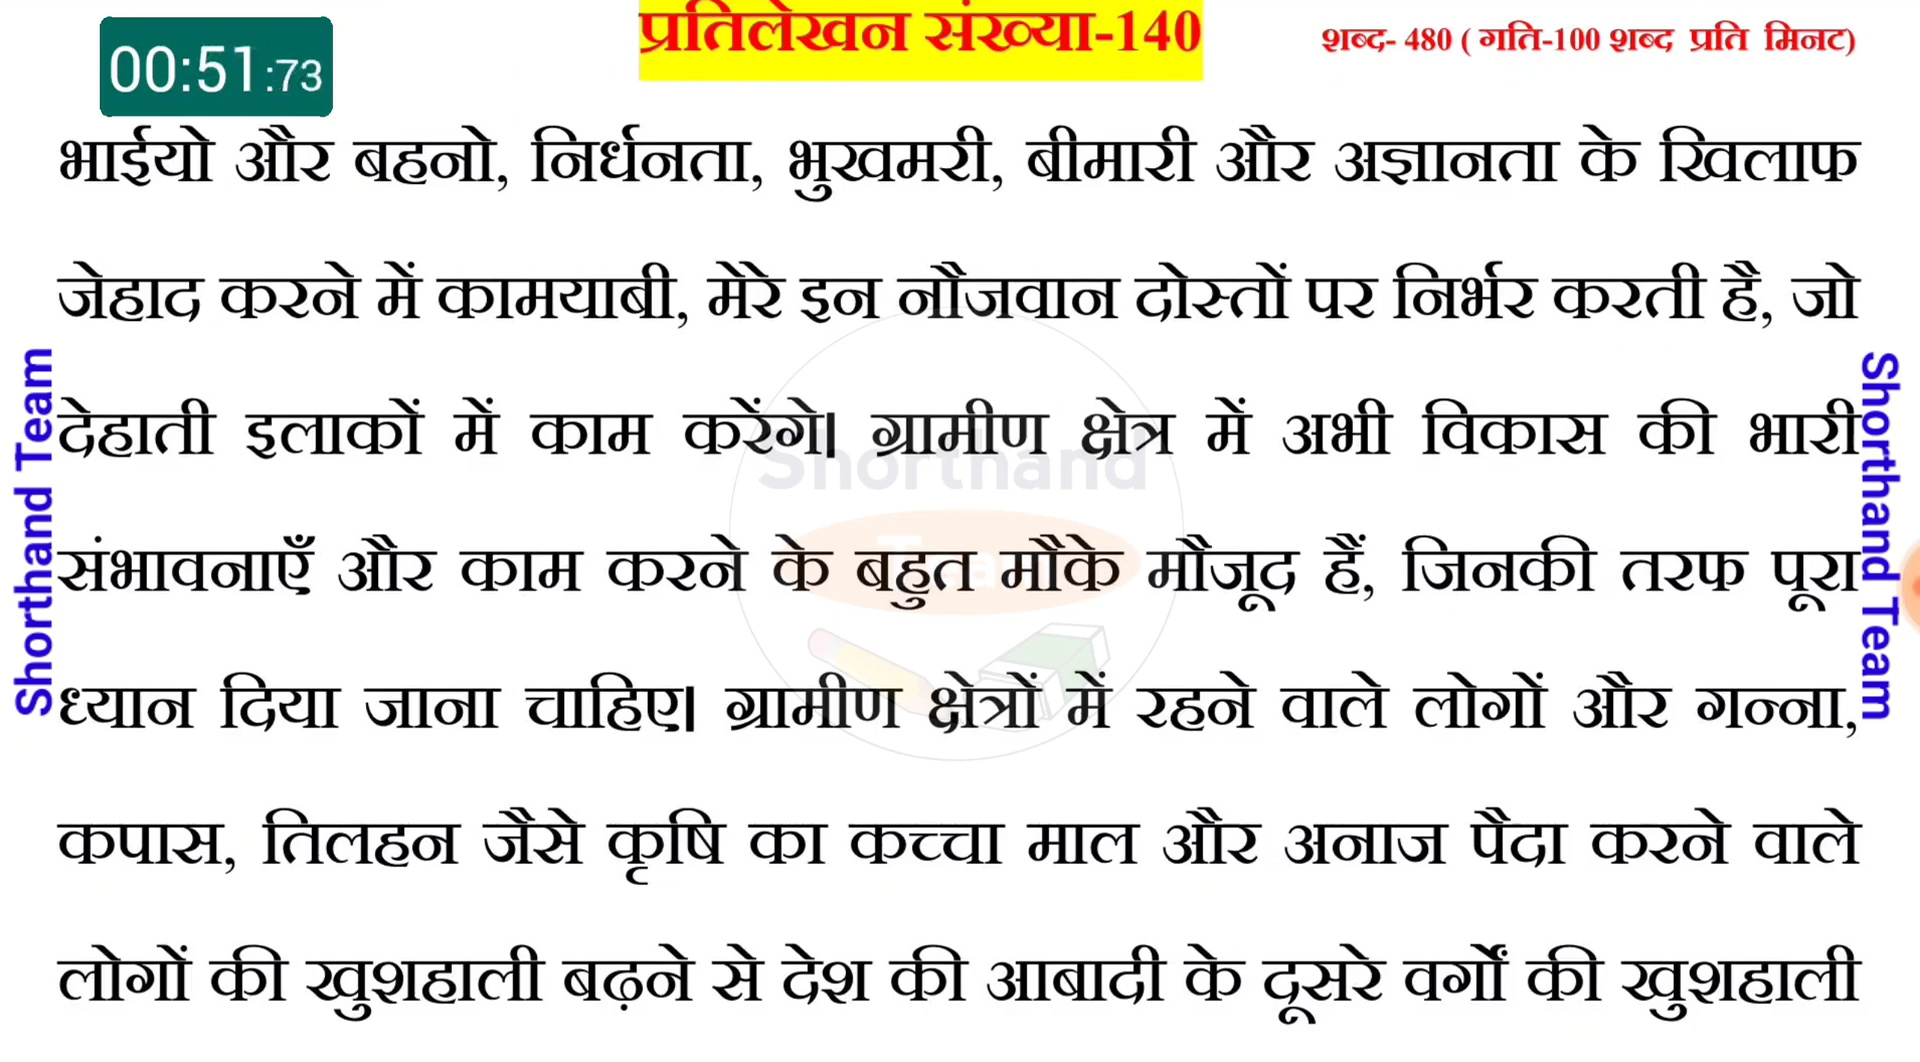 प्रतिलेखन संख्या-140
शब्द- 480 ( गति-100 शब्द प्रति मिनट)
00:51:73
भाईयो और बहनो, निर्धनता, भुखमरी, बीमारी और अज्ञानता के खिलाफ
जेहाद करने में कामयाबी, मेरे इन नौजवान दोस्तों पर निर्भर करती है, जो
देहाती इलाकों में काम करेंगे। ग्रामीण क्षेत्र में अभी विकास की भारी
संभावनाएँ और काम करने के बहुत मौके मौजूद हैं, जिनकी तरफ पूरा
ध्यान दिया जाना चाहिए। ग्रामीण क्षेत्रों में रहने वाले लोगों और गन्ना,
कपास, तिलहन जैसे कृषि का कच्चा माल और अनाज पैदा करने वाले
लोगों की खुशहाली बढ़ने से देश की आबादी के दूसरे वर्गों की खुशहाली
Shorthand Team
Shorthand Team
Shorthand
Team